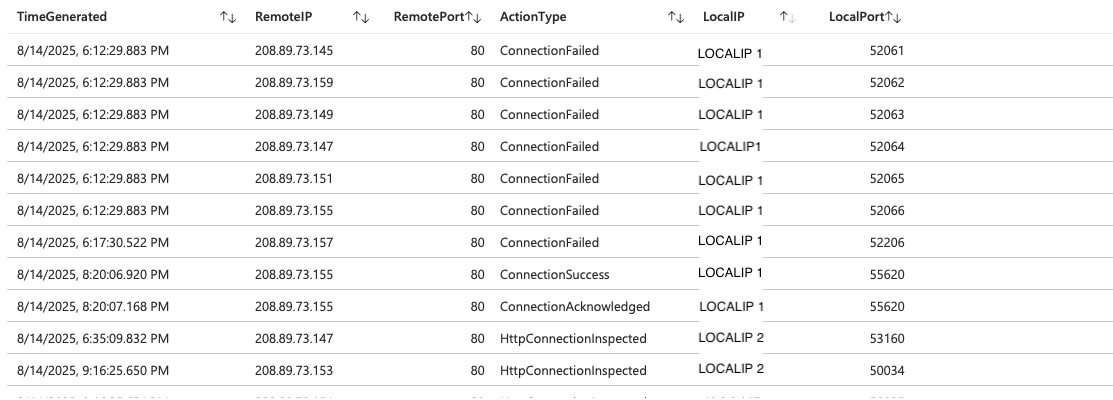 TimeGenerated ↑↓ RemoteIP ↑↓ RemotePort↑↓ ActionType ↑↓ LocalIP ↑↓ LocalPort↑↓
8/14/2025, 6:12:29.883 PM 208.89.73.145 80 ConnectionFailed LOCALIP 1 52061
8/14/2025, 6:12:29.883 PM 208.89.73.159 80 ConnectionFailed LOCALIP 1 52062
8/14/2025, 6:12:29.883 PM 208.89.73.149 80 ConnectionFailed LOCALIP 1 52063
8/14/2025, 6:12:29.883 PM 208.89.73.147 80 ConnectionFailed LOCALIP1 52064
8/14/2025, 6:12:29.883 PM 208.89.73.151 80 ConnectionFailed LOCALIP 1 52065
8/14/2025, 6:12:29.883 PM 208.89.73.155 80 ConnectionFailed LOCALIP 1 52066
8/14/2025, 6:17:30.522 PM 208.89.73.157 80 ConnectionFailed LOCALIP 1 52206
8/14/2025, 8:20:06.920 PM 208.89.73.155 80 ConnectionSuccess LOCALIP 1 55620
8/14/2025, 8:20:07.168 PM 208.89.73.155 80 ConnectionAcknowledged LOCALIP 1 55620
8/14/2025, 6:35:09.832 PM 208.89.73.147 80 HttpConnectionInspected LOCALIP 2 53160
8/14/2025, 9:16:25.650 PM 208.89.73.153 80 HttpConnectionInspected LOCALIP 2 50034